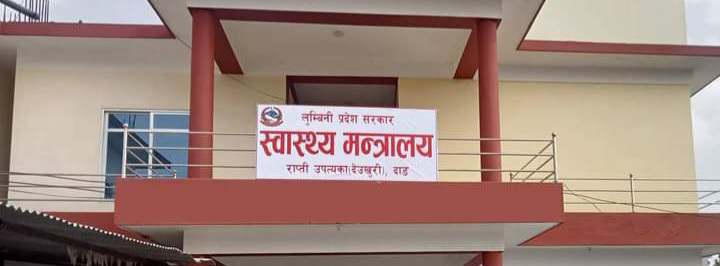 लुम्बिनी प्रदेश सरकार
स्वास्थ्य मन्त्रालय
राप्ती उपत्यका(देउखुरी), दाङ